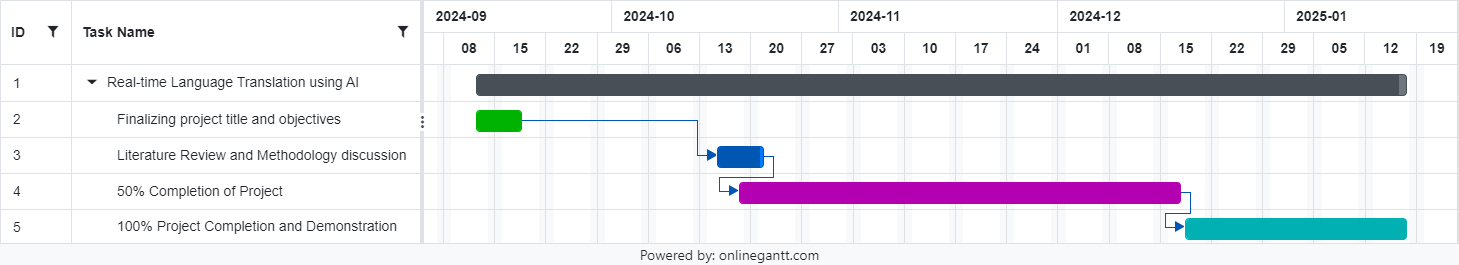 ID Task Name 2024-09 2024-10 2024-11 2024-12 2025-01
08 15 22 29 06 13 20 27 03 10 17 24 01 08 15 22 29 05 12 19
1 Real-time Language Translation using AI
2 Finalizing project title and objectives
3 Literature Review and Methodology discussion
4 50% Completion of Project
5 100% Project Completion and Demonstration
Powered by: onlinegantt.com